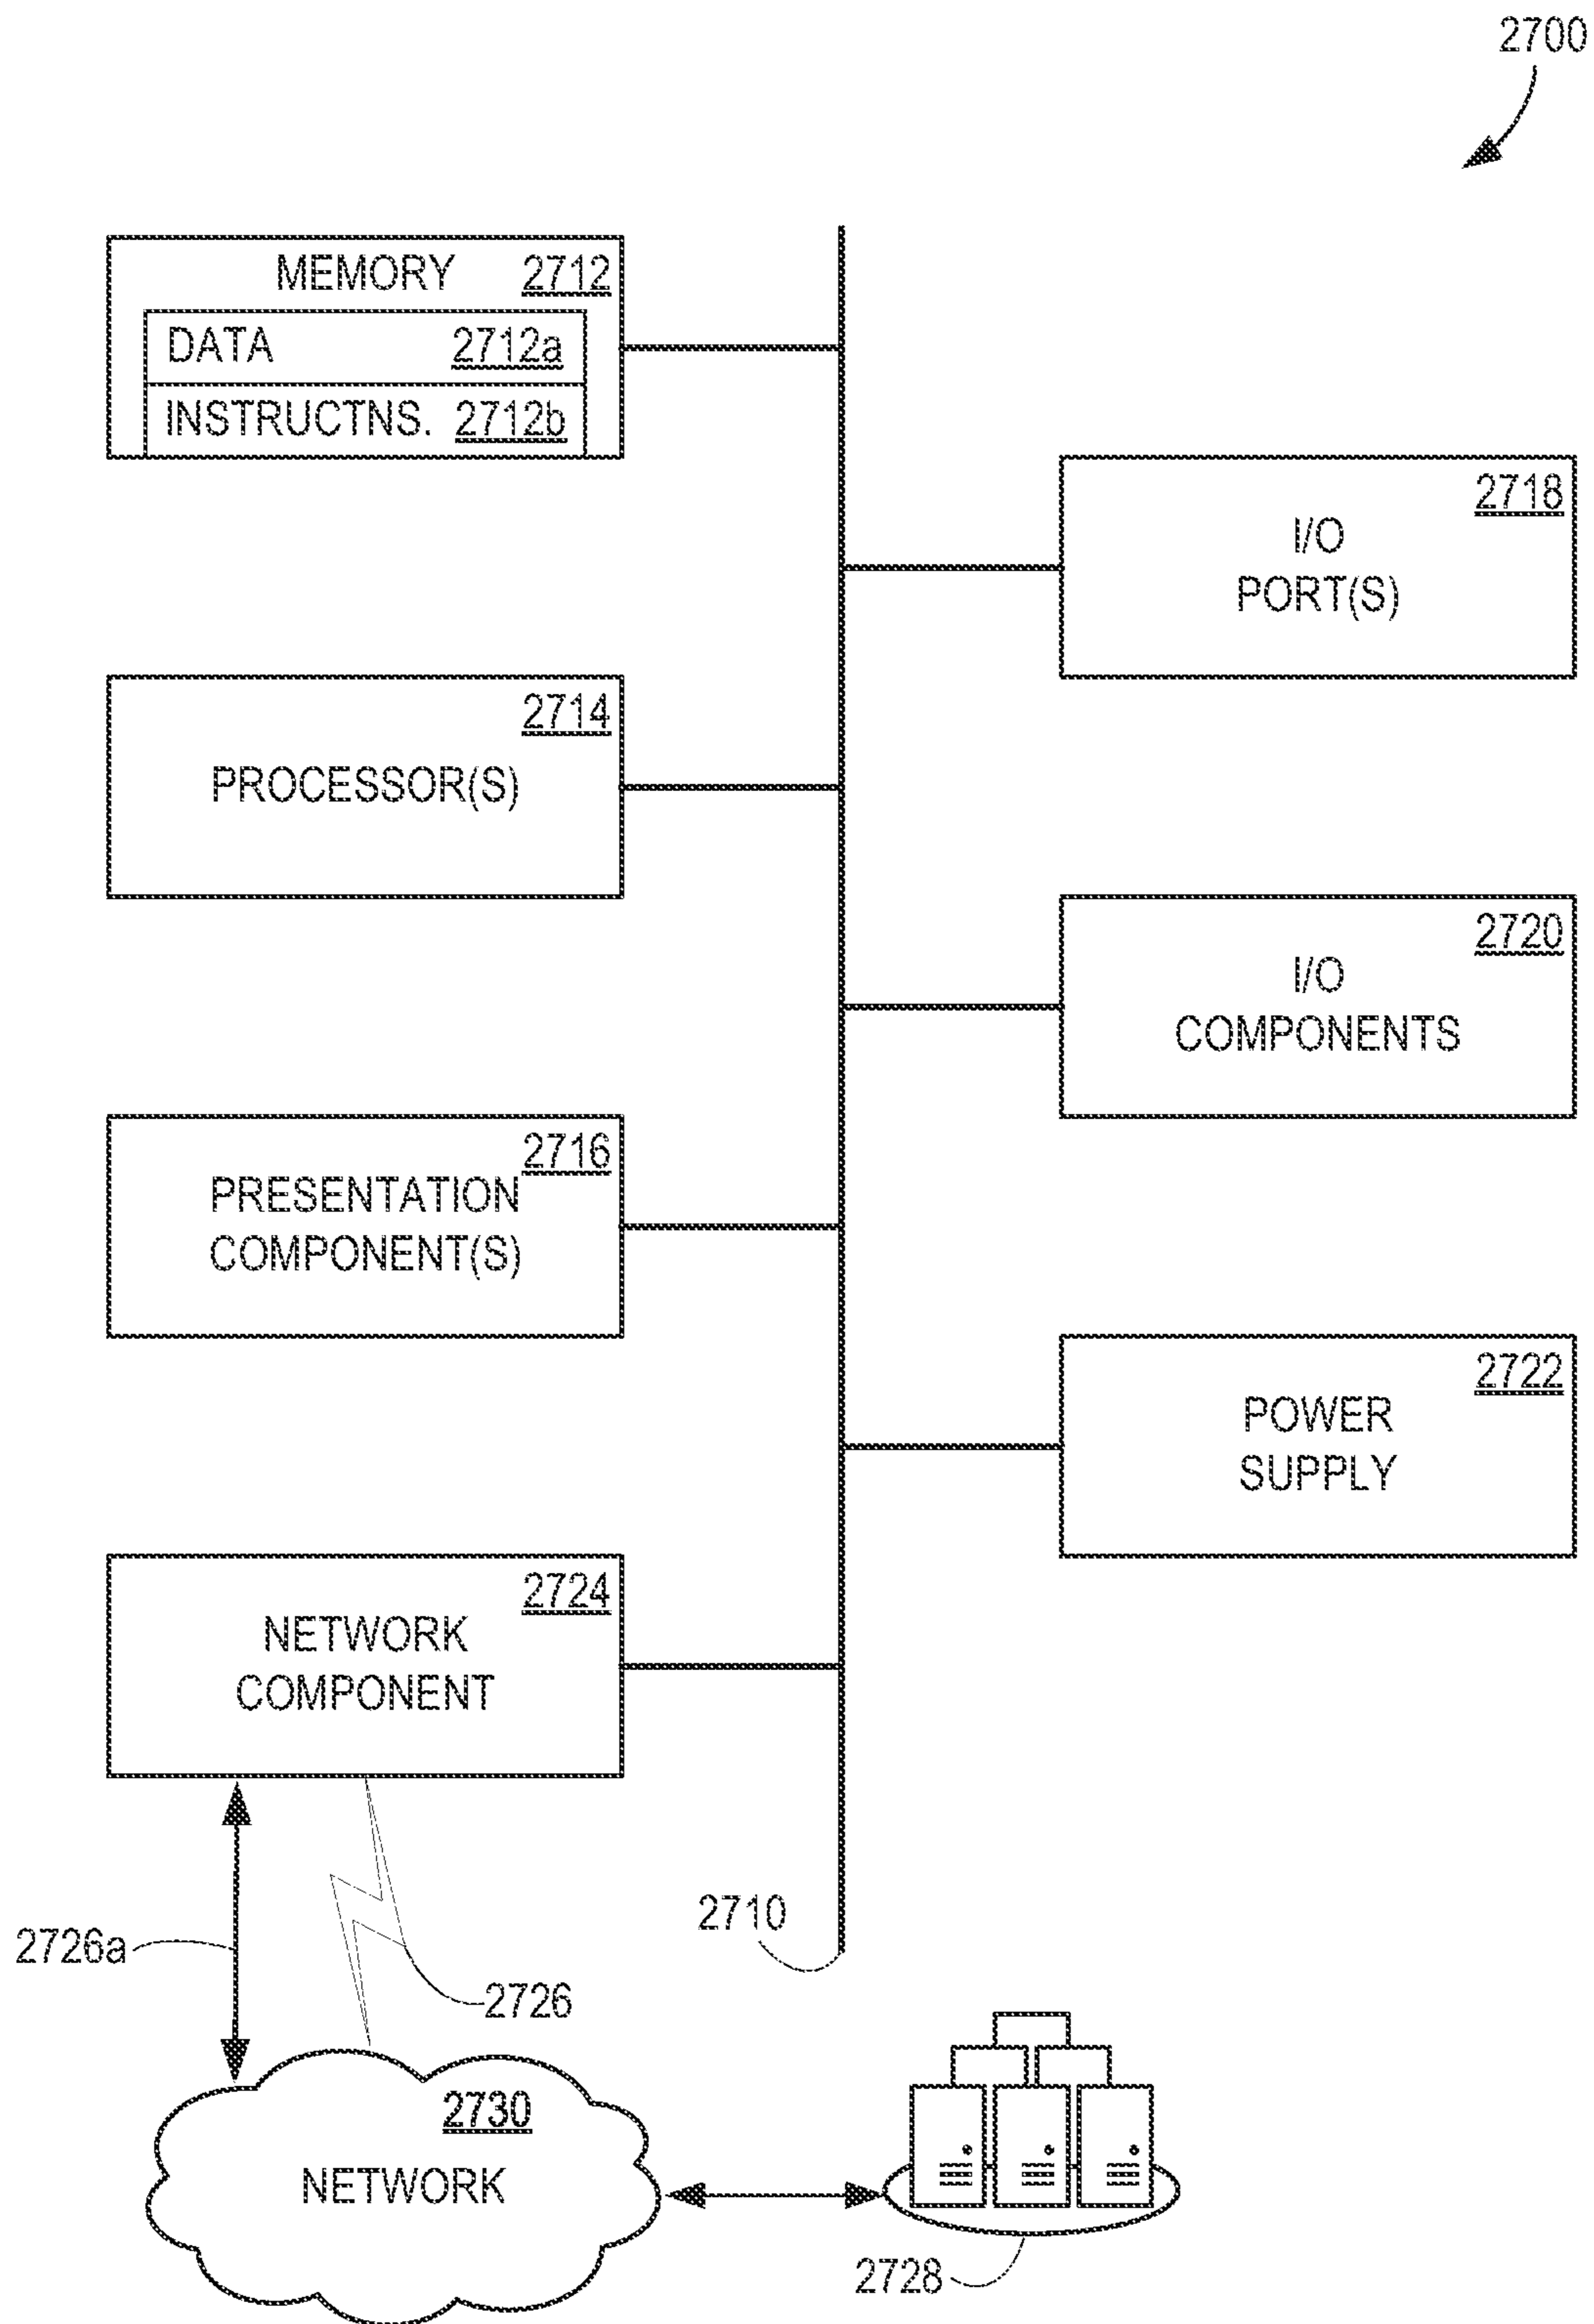 2700
MEMORY 2712
DATA 2712a
INSTRUCTNS. 2712b
2718
I/O
PORT(S)
2714
PROCESSOR(S)
2720
I/O
COMPONENTS
2716
PRESENTATION
COMPONENT(S)
2722
POWER
SUPPLY
2724
NETWORK
COMPONENT
2710
2726a
2726
2730
NETWORK
2728